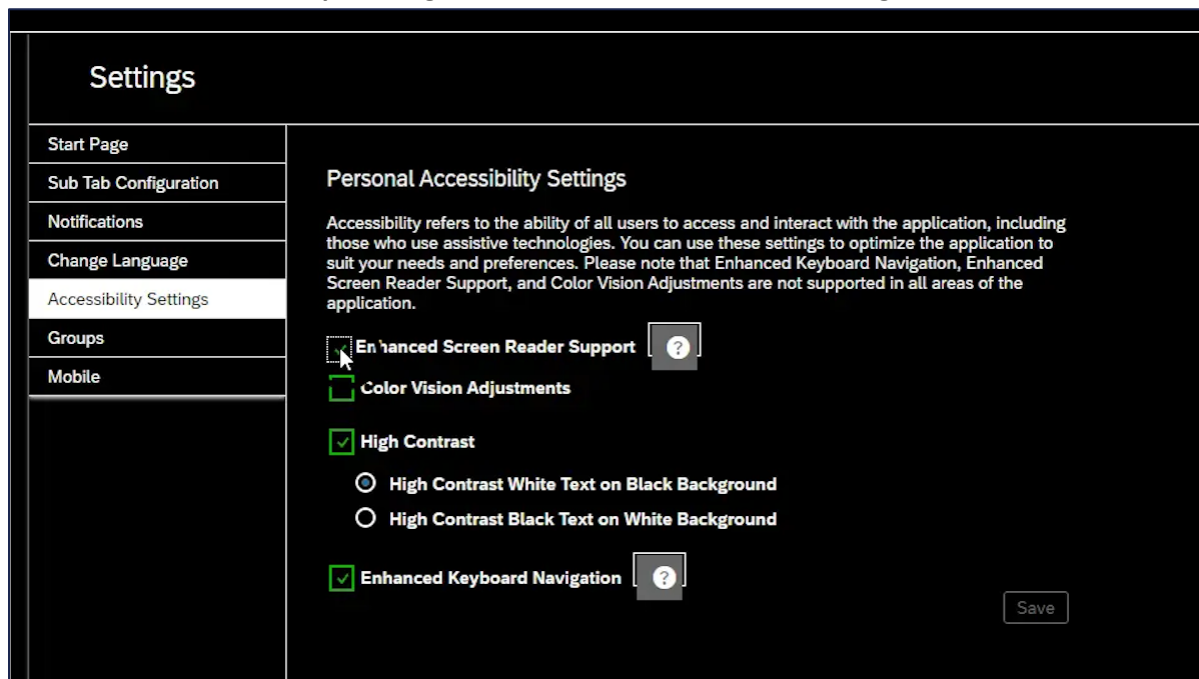 Settings
Start Page
Sub Tab Configuration
Notifications
Change Language
Accessibility Settings
Groups
Mobile
Personal Accessibility Settings
Accessibility refers to the ability of all users to access and interact with the application, including
those who use assistive technologies. You can use these settings to optimize the application to
suit your needs and preferences. Please note that Enhanced Keyboard Navigation, Enhanced
Screen Reader Support, and Color Vision Adjustments are not supported in all areas of the
application.
Enhanced Screen Reader Support ?
Color Vision Adjustments
High Contrast
High Contrast White Text on Black Background
High Contrast Black Text on White Background
Enhanced Keyboard Navigation ?
Save